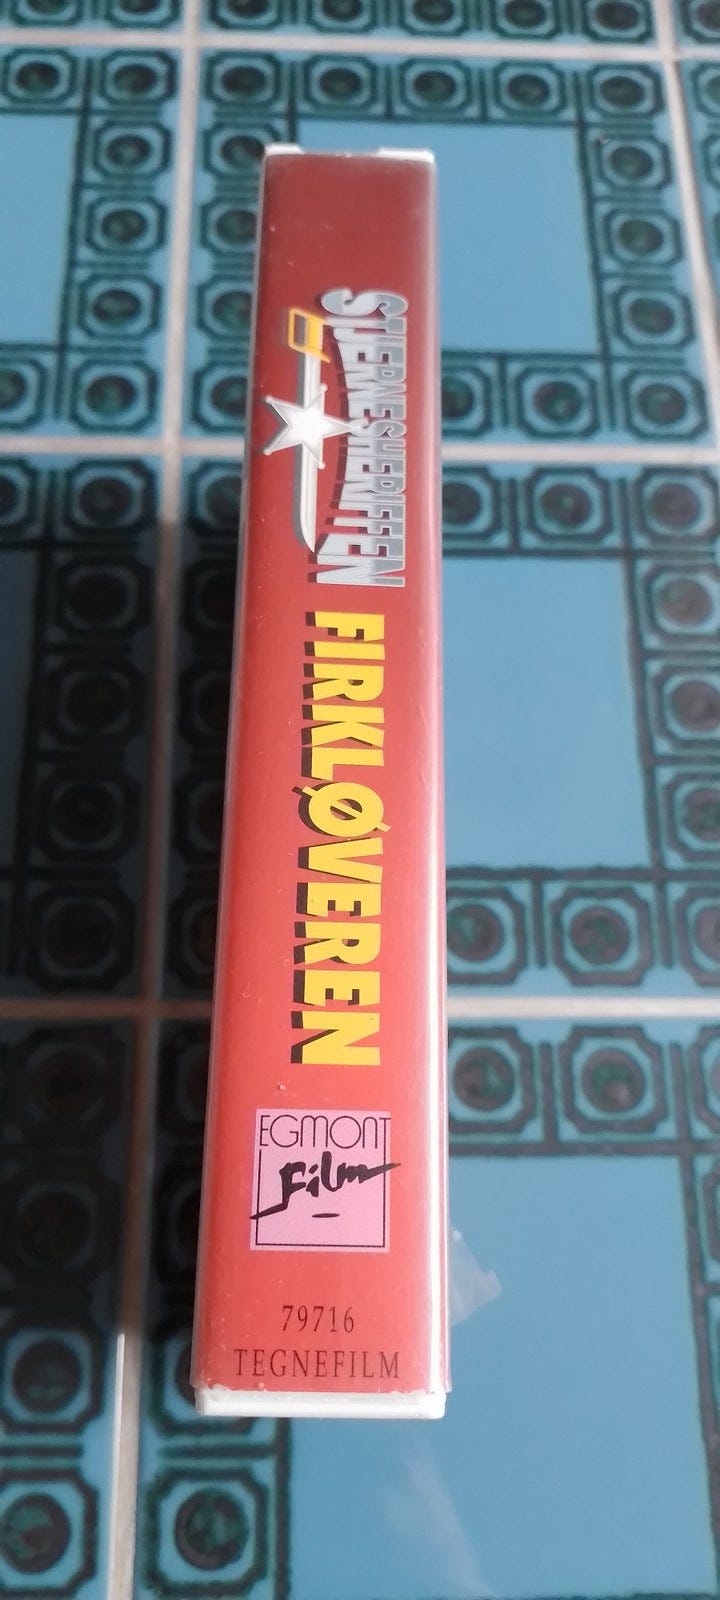 STJERNESHERIFFEN
FIRKLØVEREN
EGMONT
Film
79716
TEGNEFILM